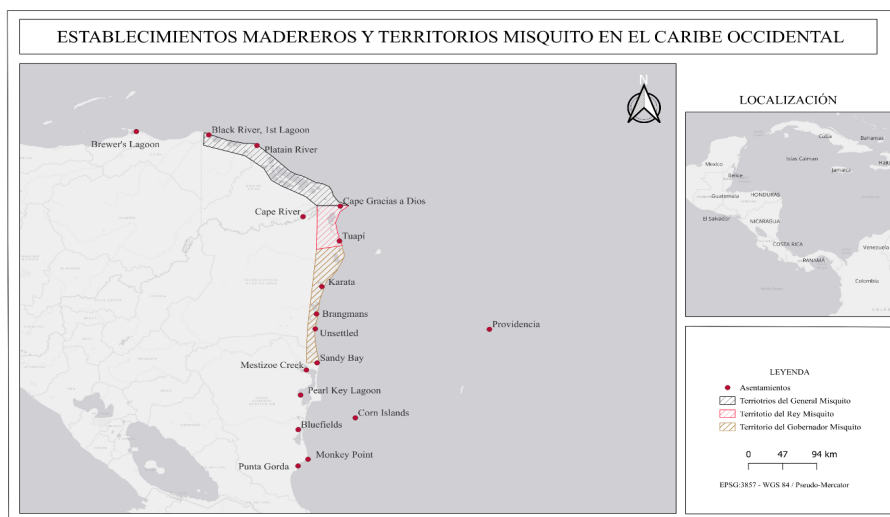 ESTABLECIMIENTOS MADEREROS Y TERRITORIOS MISQUITO EN EL CARIBE OCCIDENTAL
N
Brewer's Lagoon
Black River, 1st Lagoon
Platain River
Cape Gracias a Dios
Cape River
Tuapí
Karata
Brangmans
Unsettled
Providencia
Sandy Bay
Mestizoe Creek
Pearl Key Lagoon
Corn Islands
Bluefields
Monkey Point
Punta Gorda
LOCALIZACIÓN
Cuba
Bahamas
Mexico
Islas Caiman
Jamaica
Belice
Guatemala
HONDURAS
El Salvador
NICARAGUA
COSTA RICA
PANAMÁ
Venezuela
Colombia
LEYENDA
Asentamientos
Terriotrios del General Misquito
Territotio del Rey Misquito
Territorio del Gobernador Misquito
0 47 94 km
EPSG:3857 - WGS 84 / Pseudo-Mercator